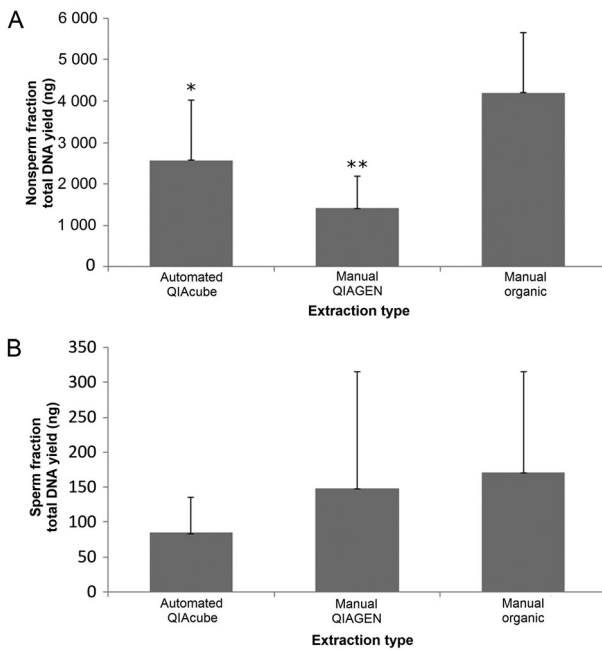 A
Nonsperm fraction
total DNA yield (ng)
6 000
5 000
4 000
3 000
2 000
1 000
0
*
**
Automated
QIAcube
Manual
QIAGEN
Manual
organic
Extraction type
B
Sperm fraction
total DNA yield (ng)
350
300
250
200
150
100
50
0
Automated
QIAcube
Manual
QIAGEN
Manual
organic
Extraction type